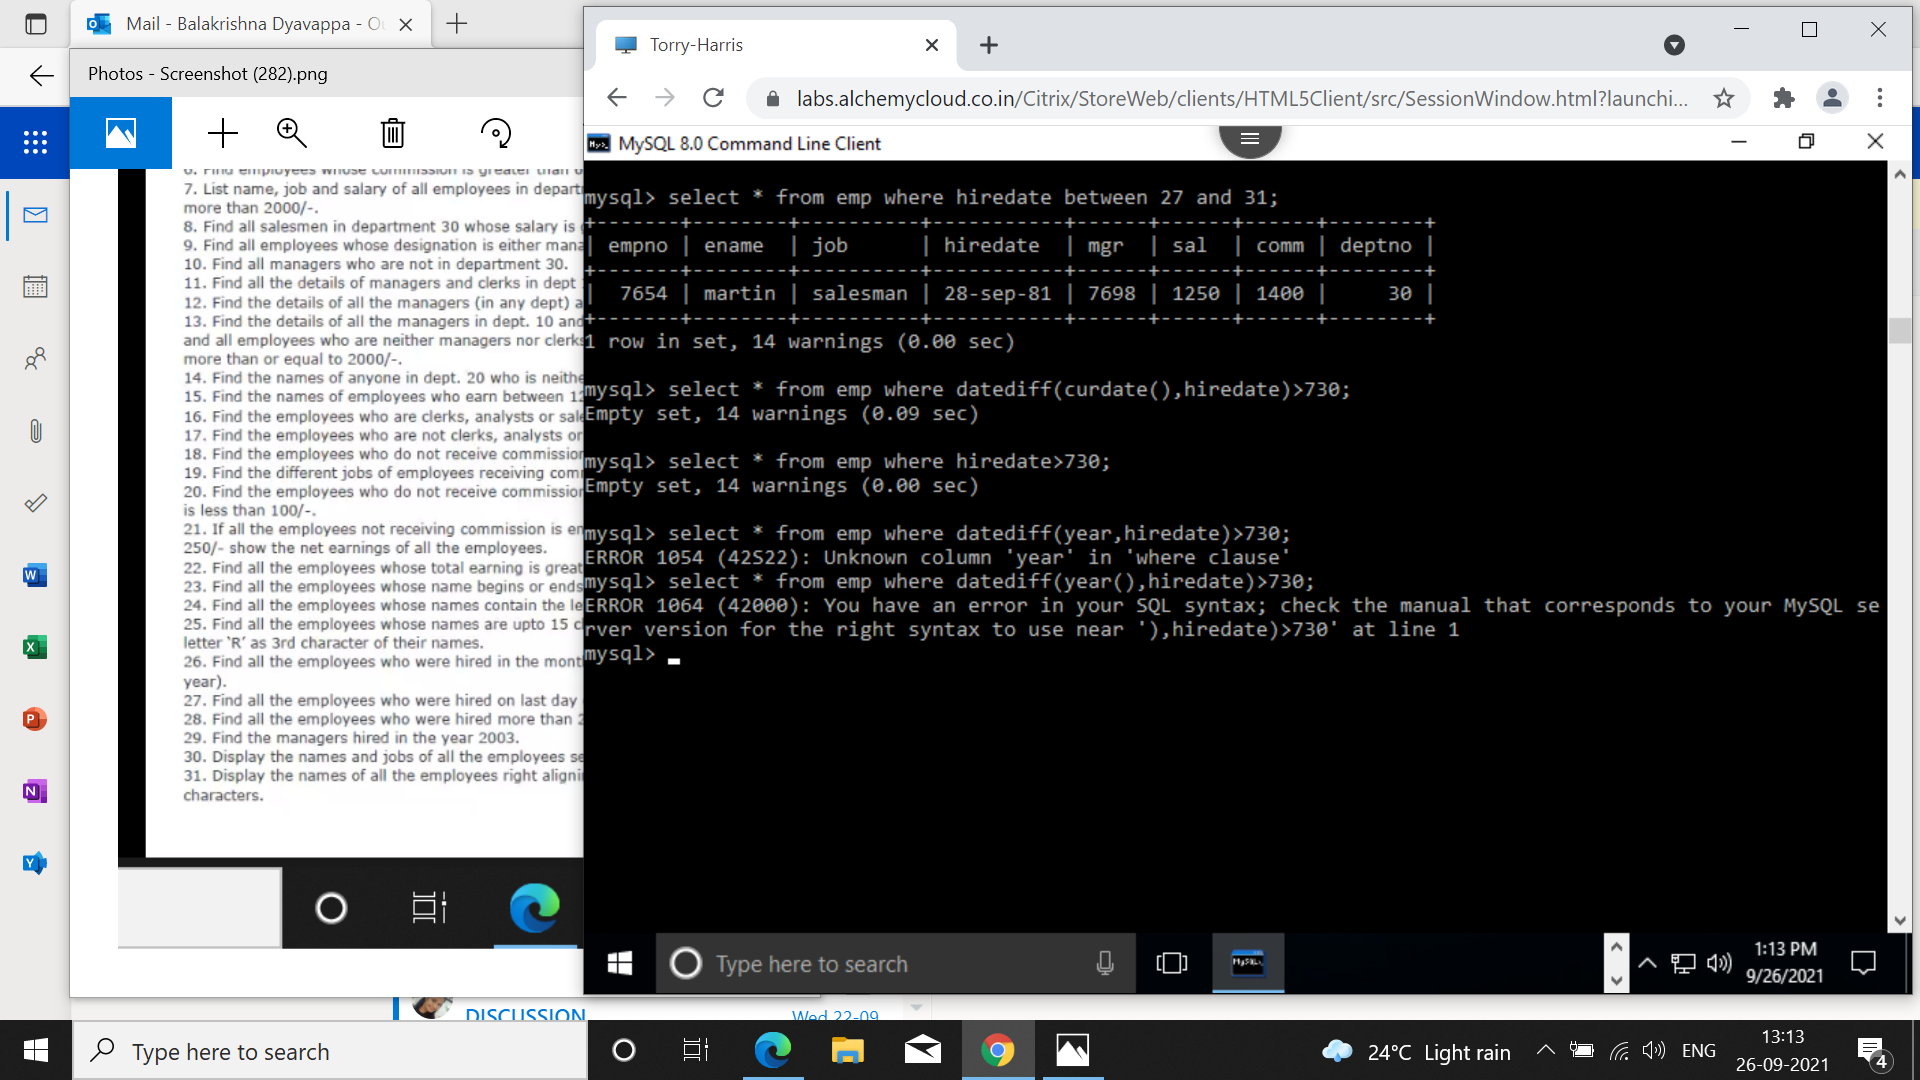 Mail - Balakrishna Dyavappa - Ou
Photos - Screenshot (282).png
6. Find employees whose commission is greater than
7. List name, job and salary of all employees in depart
more than 2000/-.
8. Find all salesmen in department 30 whose salary is
9. Find all employees whose designation is either mana
10. Find all managers who are not in department 30.
11. Find all the details of managers and clerks in dept
12. Find the details of all the managers (in any dept) a
13. Find the details of all the managers in dept. 10 and
and all employees who are neither managers nor clerks
more than or equal to 2000/-.
14. Find the names of anyone in dept. 20 who is neithe
15. Find the names of employees who earn between 12
16. Find the employees who are clerks, analysts or sale
17. Find the employees who are not clerks, analysts or
18. Find the employees who do not receive commission
19. Find the different jobs of employees receiving com
20. Find the employees who do not receive commission
is less than 100/-.
21. If all the employees not receiving commission is en
250/- show the net earnings of all the employees.
22. Find all the employees whose total earning is great
23. Find all the employees whose name begins or ends
24. Find all the employees whose names contain the le
25. Find all the employees whose names are upto 15 c
letter 'R' as 3rd character of their names.
26. Find all the employees who were hired in the mont
year).
27. Find all the employees who were hired on last day
28. Find all the employees who were hired more than 2
29. Find the managers hired in the year 2003.
30. Display the names and jobs of all the employees se
31. Display the names of all the employees right aligni
characters.
DISCUSSION
Wed 22-09
Torry-Harris
labs.alchemycloud.co.in/Citrix/StoreWeb/clients/HTML5Client/src/SessionWindow.html?launchi...
MySQL 8.0 Command Line Client
mysql> select * from emp where hiredate between 27 and 31;
+-------+--------+----------+-----------+------+------+------+--------+
| empno | ename | job | hiredate | mgr | sal | comm | deptno |
+-------+--------+----------+-----------+------+------+------+--------+
| 7654 | martin | salesman | 28-sep-81 | 7698 | 1250 | 1400 | 30 |
+-------+--------+----------+-----------+------+------+------+--------+
1 row in set, 14 warnings (0.00 sec)
mysql> select * from emp where datediff(curdate(),hiredate)>730;
Empty set, 14 warnings (0.09 sec)
mysql> select * from emp where hiredate>730;
Empty set, 14 warnings (0.00 sec)
mysql> select * from emp where datediff(year,hiredate)>730;
ERROR 1054 (42S22): Unknown column 'year' in 'where clause'
mysql> select * from emp where datediff(year(),hiredate)>730;
ERROR 1064 (42000): You have an error in your SQL syntax; check the manual that corresponds to your MySQL se
rver version for the right syntax to use near '),hiredate)>730' at line 1
mysql>
Type here to search
1:13 PM
9/26/2021
Type here to search
24°C Light rain
ENG
13:13
26-09-2021
4